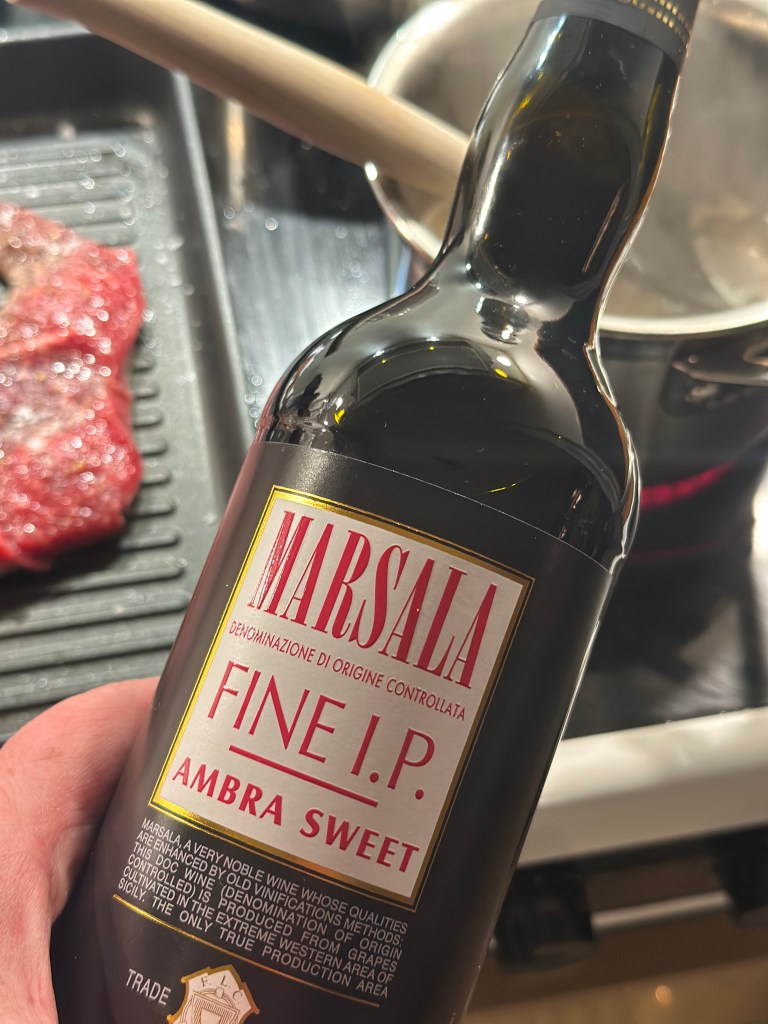 MARSALA
DENOMINAZIONE DI ORIGINE CONTROLLATA
FINE I.P.
AMBRA SWEET
MARSALA, A VERY NOBLE WINE WHOSE QUALITIES
ARE ENHANCED BY OLD VINIFICATIONS METHODS:
THIS DOC WINE (DENOMINATION OF ORIGIN
CONTROLLED) IS PRODUCED FROM GRAPES
CULTIVATED IN THE EXTREME WESTERN AREA OF
SICILY, THE ONLY TRUE PRODUCTION AREA
TRADE
F. L. C.